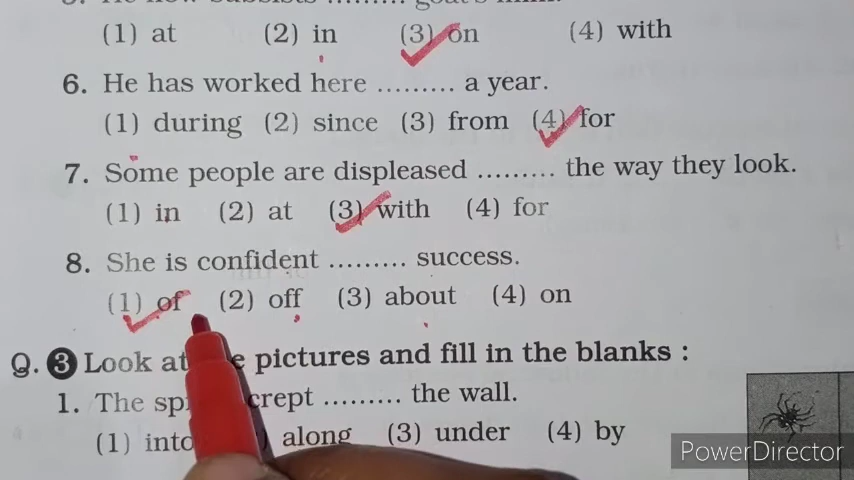 (1) at (2) in (3) on (4) with
6. He has worked here ......... a year.
(1) during (2) since (3) from (4) for
7. Some people are displeased ......... the way they look.
(1) in (2) at (3) with (4) for
8. She is confident ......... success.
(1) of (2) off (3) about (4) on
Q. 3 Look at pictures and fill in the blanks :
1. The crept ......... the wall.
(1) into along (3) under (4) by
PowerDirector